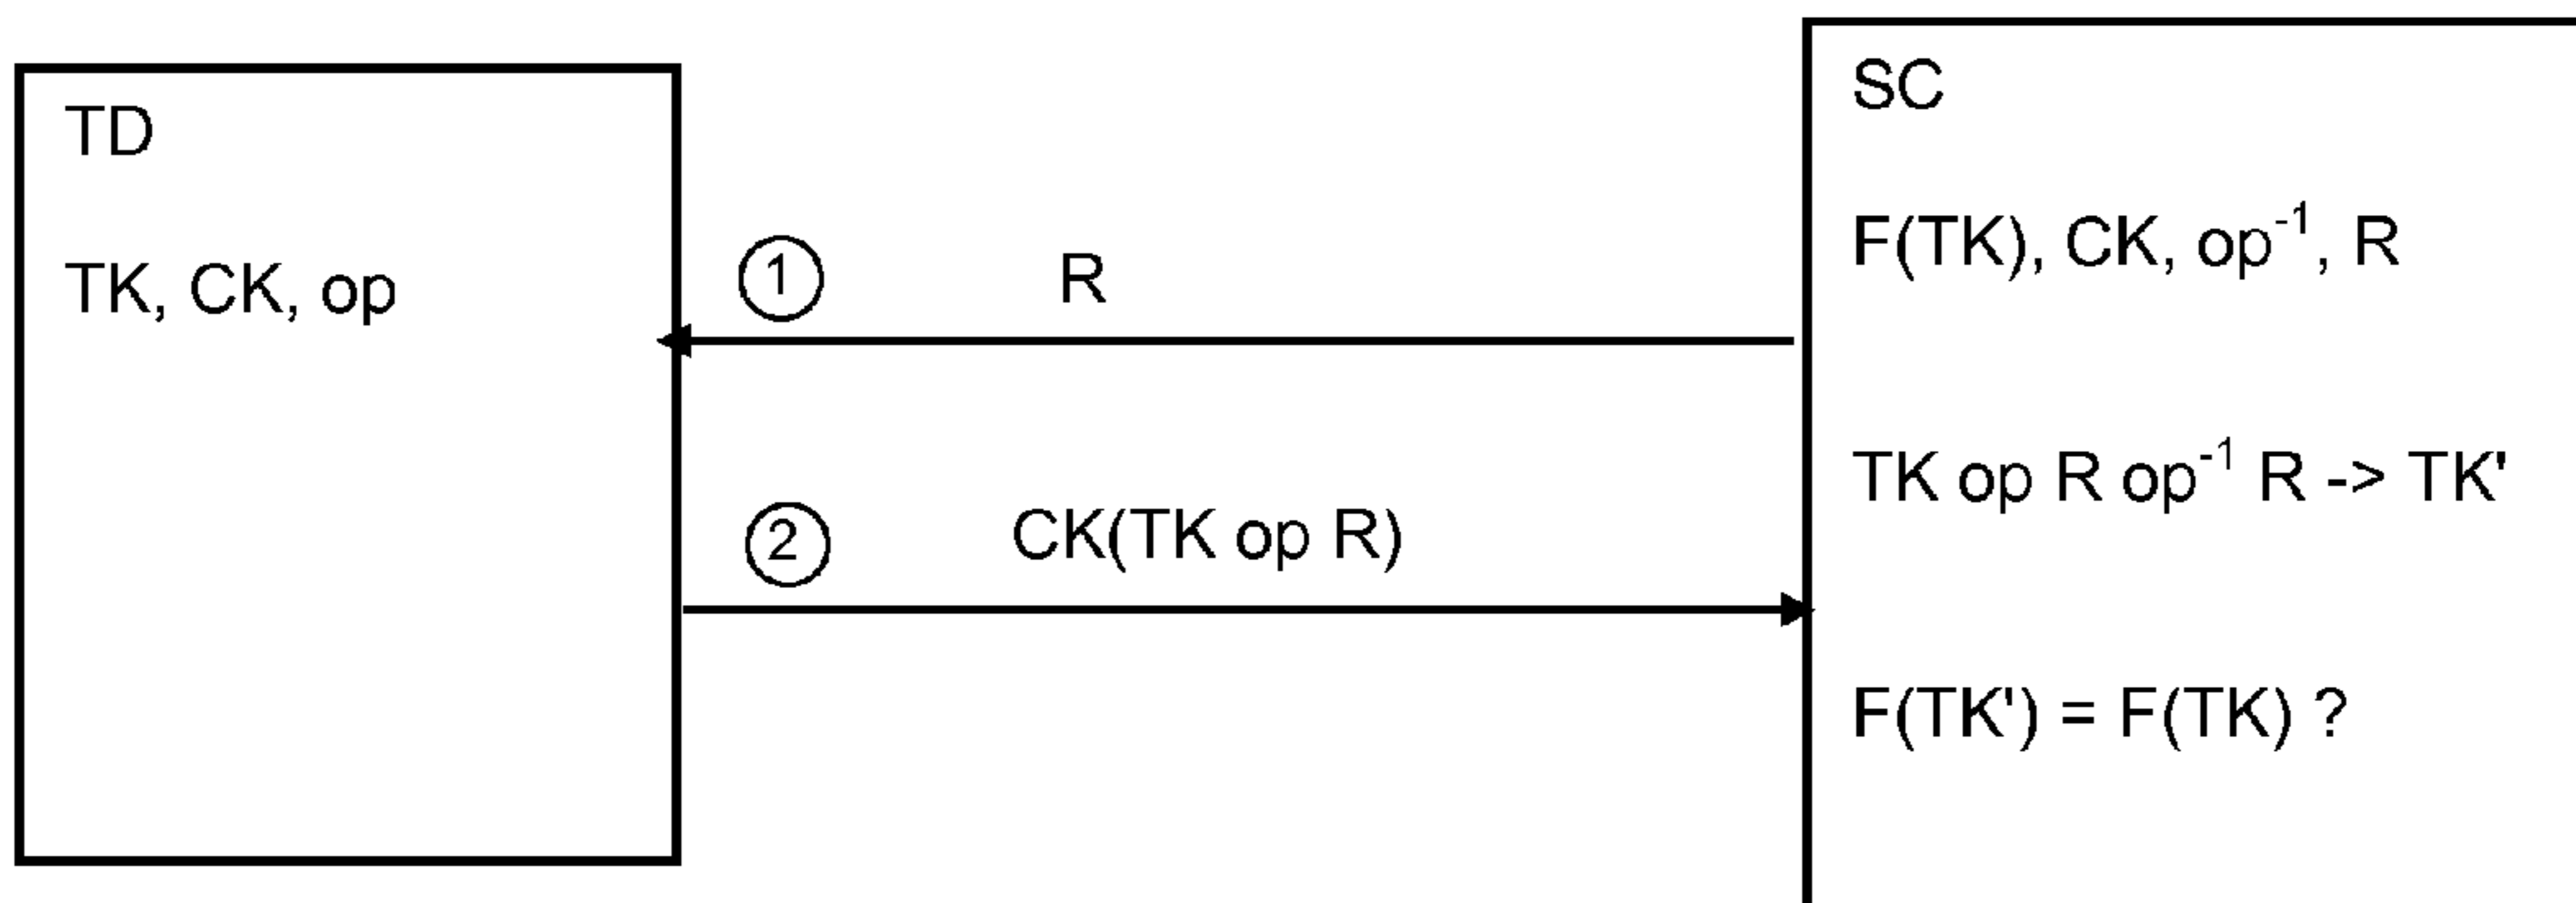 TD
TK, CK, op
1 R
2 CK(TK op R)
SC
F(TK), CK, op⁻¹, R
TK op R op⁻¹ R -> TK'
F(TK') = F(TK) ?